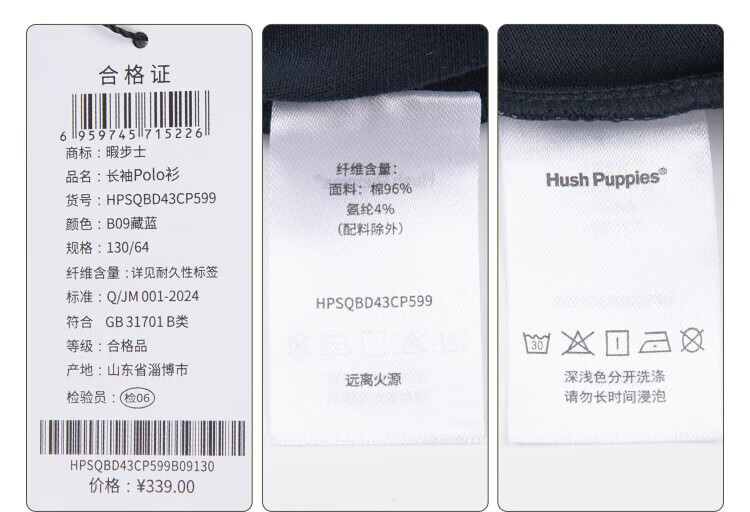 合格证
6 959745 715226
商标：暇步士
品名：长袖Polo衫
货号：HPSQBD43CP599
颜色：B09藏蓝
规格：130/64
纤维含量：详见耐久性标签
标准：Q/JM 001-2024
符合 GB 31701 B类
等级：合格品
产地：山东省淄博市
检验员：检06
HPSQBD43CP599B09130
价格：¥339.00
纤维含量：
面料：棉96%
氨纶4%
（配料除外）
HPSQBD43CP599
远离火源
Hush Puppies®
30
深浅色分开洗涤
请勿长时间浸泡